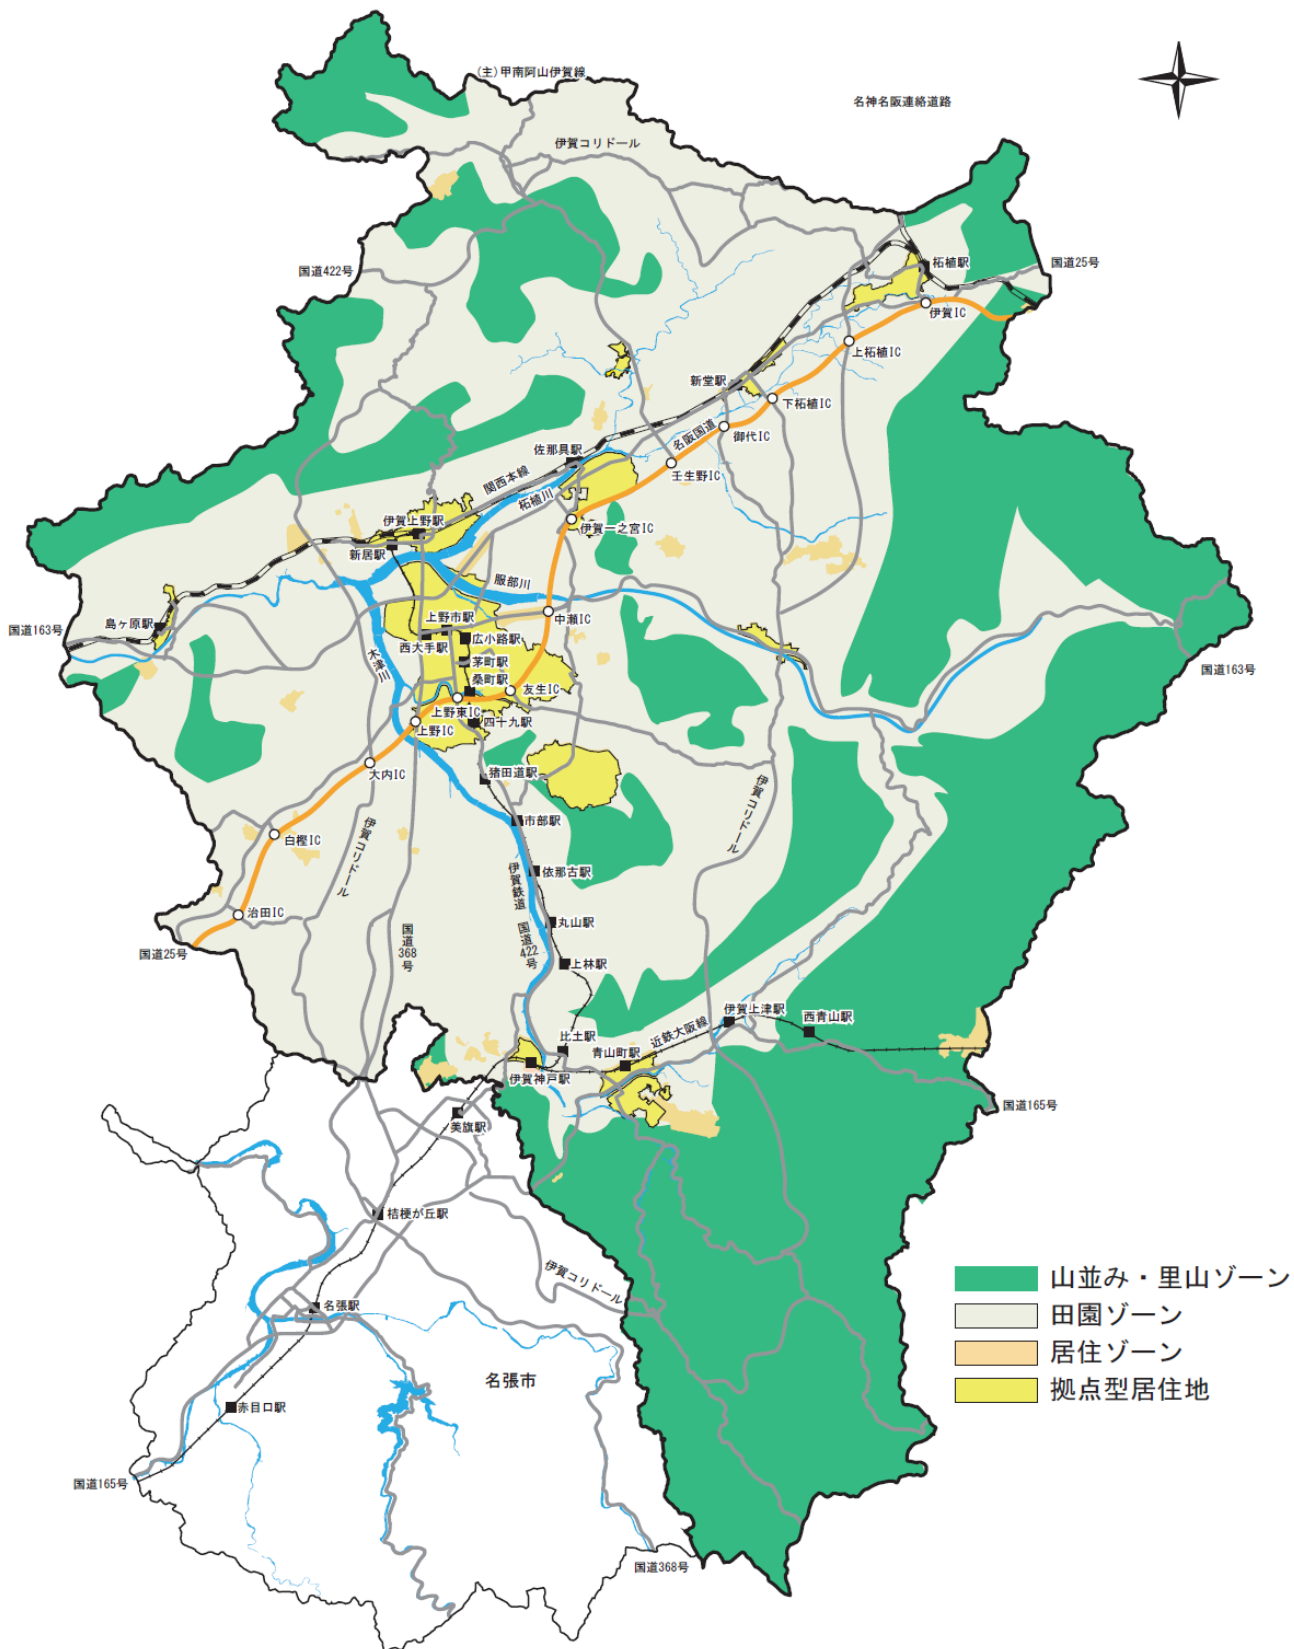 (主)甲南阿山伊賀線
名神名阪連絡道路
伊賀コリドール
国道422号
柘植駅
国道25号
伊賀IC
上柘植IC
新堂駅
下柘植IC
御代IC
名阪国道
佐那具駅
壬生野IC
関西本線
柘植川
伊賀上野駅
伊賀一之宮IC
新居駅
服部川
島ヶ原駅
国道163号
上野市駅
中瀬IC
広小路駅
西大手駅
茅町駅
木津川
桑町駅
友生IC
国道163号
上野東IC
四十九駅
上野IC
大内IC
猪田道駅
伊賀コリドール
市部駅
白樫IC
伊賀コリドール
依那古駅
伊賀鉄道
治田IC
丸山駅
国道25号
国道368号
国道422号
上林駅
伊賀上津駅
西青山駅
近鉄大阪線
比土駅
青山町駅
伊賀神戸駅
国道165号
美旗駅
桔梗が丘駅
伊賀コリドール
名張駅
名張市
赤目口駅
国道165号
国道368号
山並み・里山ゾーン
田園ゾーン
居住ゾーン
拠点型居住地